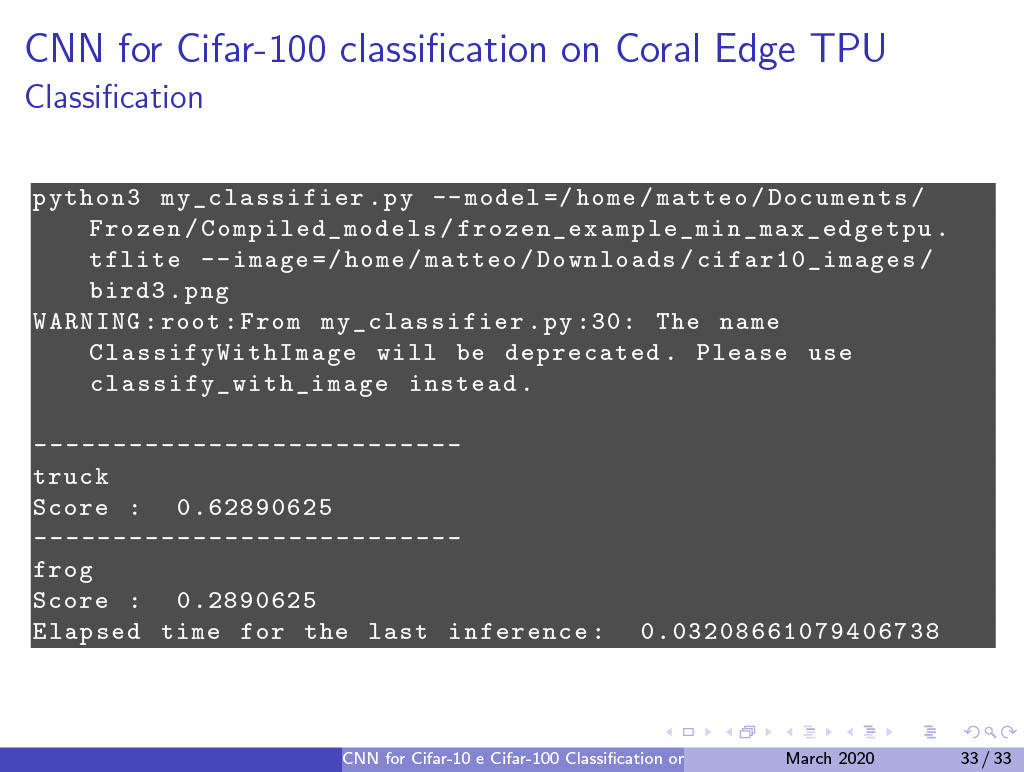 CNN for Cifar-100 classification on Coral Edge TPU
Classification
python3 my_classifier.py --model=/home/matteo/Documents/
Frozen/Compiled_models/frozen_example_min_max_edgetpu.
tflite --image=/home/matteo/Downloads/cifar10_images/
bird3.png
WARNING:root:From my_classifier.py:30: The name
ClassifyWithImage will be deprecated. Please use
classify_with_image instead.
---------------------------
truck
Score :  0.62890625
---------------------------
frog
Score :  0.2890625
Elapsed time for the last inference:  0.03208661079406738
CNN for Cifar-10 e Cifar-100 Classification or
March 2020
33 / 33